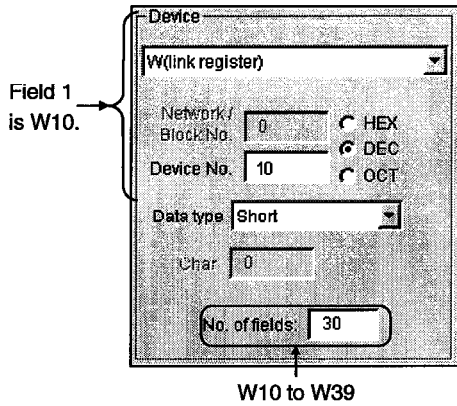 Device
W(link register)
Field 1
is W10.
Network /
Block No.
0
HEX
DEC
OCT
Device No.
10
Data type
Short
Char
0
No. of fields:
30
W10 to W39